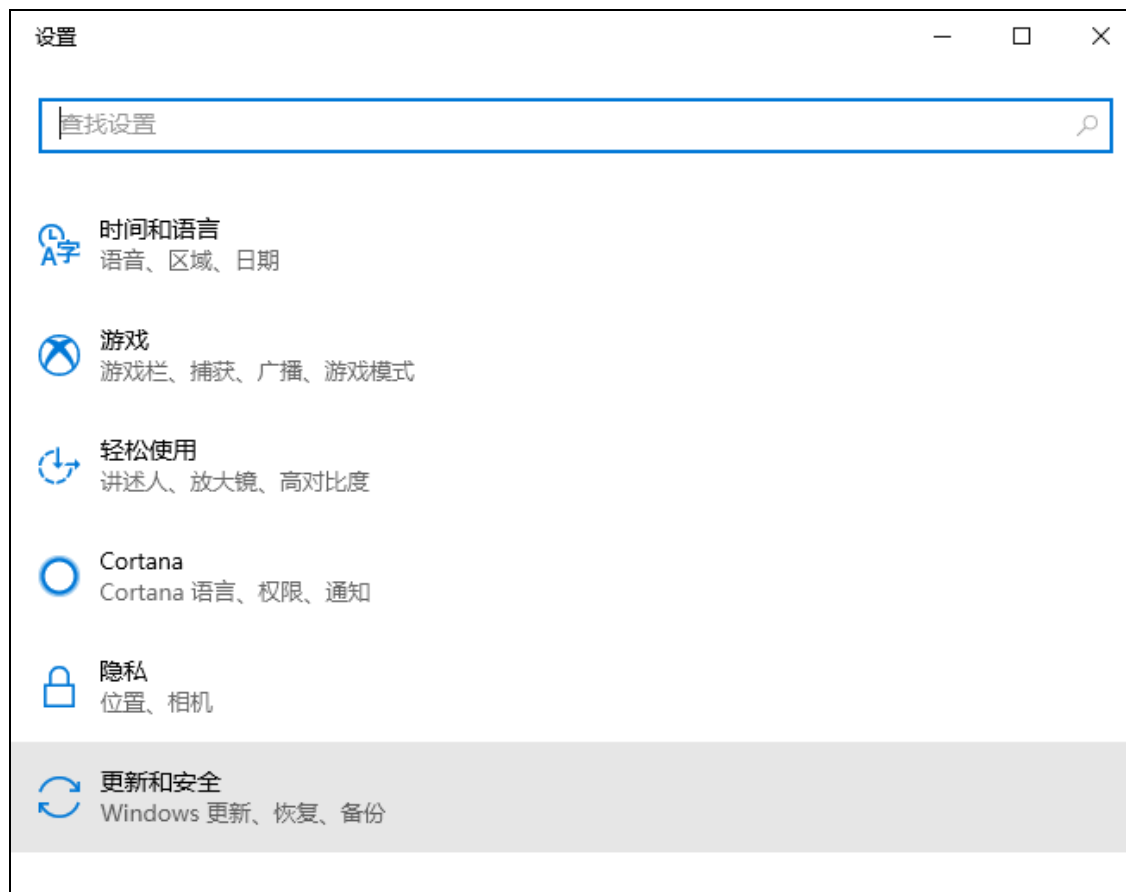 设置
查找设置
时间和语言
语音、区域、日期
游戏
游戏栏、捕获、广播、游戏模式
轻松使用
讲述人、放大镜、高对比度
Cortana
Cortana 语言、权限、通知
隐私
位置、相机
更新和安全
Windows 更新、恢复、备份